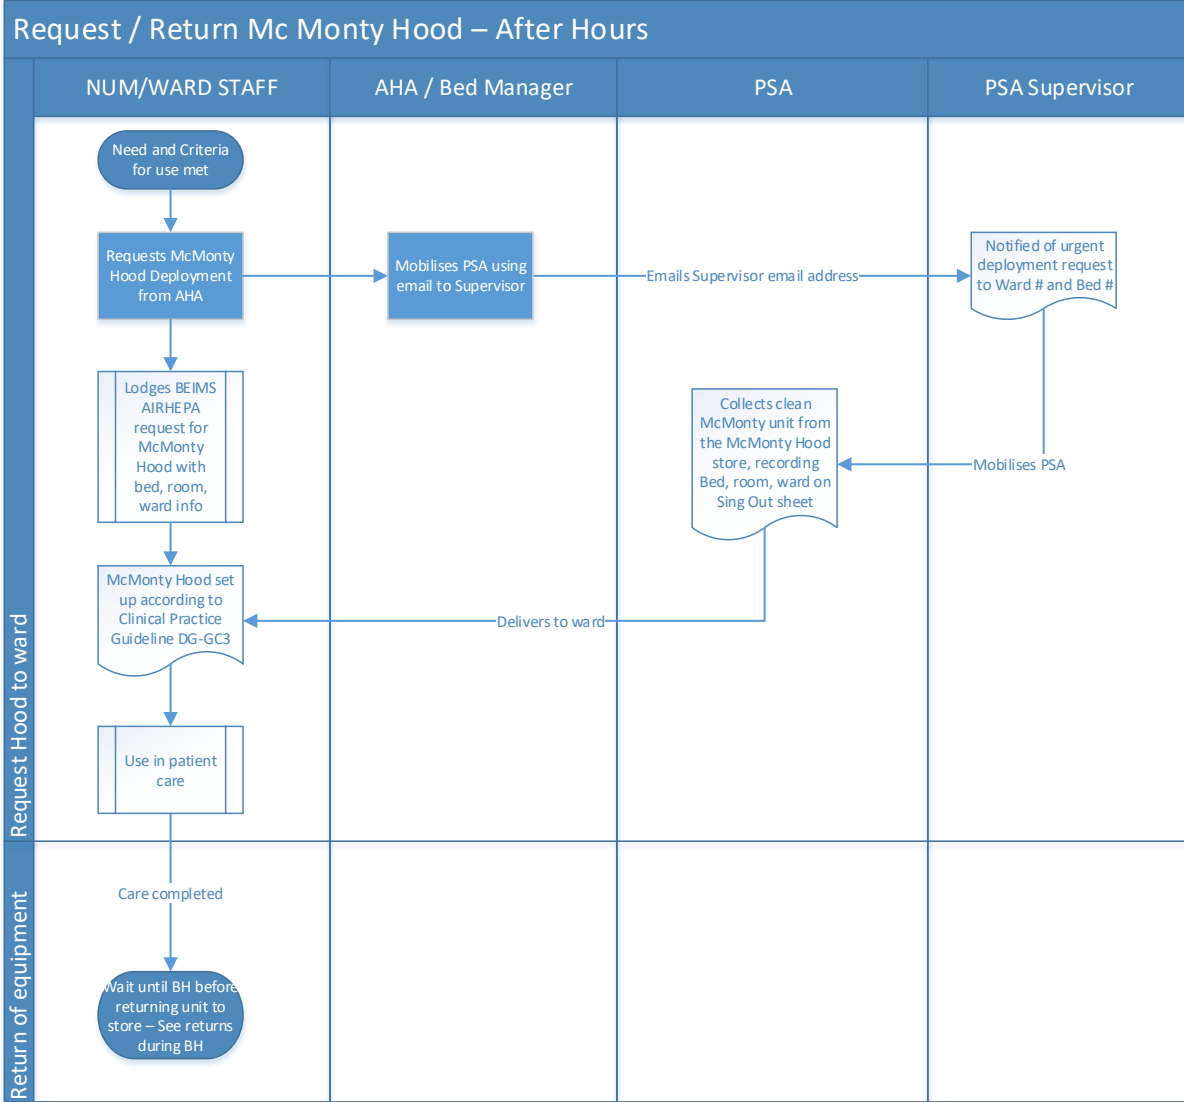 Request / Return Mc Monty Hood – After Hours
NUM/WARD STAFF
AHA / Bed Manager
PSA
PSA Supervisor
Request Hood to ward
Need and Criteria
for use met
Requests McMonty
Hood Deployment
from AHA
Mobilises PSA using
email to Supervisor
Emails Supervisor email address
Notified of urgent
deployment request
to Ward # and Bed #
Lodges BEIMS
AIRHEPA
request for
McMonty
Hood with
bed, room,
ward info
Collects clean
McMonty unit from
the McMonty Hood
store, recording
Bed, room, ward on
Sing Out sheet
Mobilises PSA
McMonty Hood set
up according to
Clinical Practice
Guideline DG-GC3
Delivers to ward
Use in patient
care
Return of equipment
Care completed
Wait until BH before
returning unit to
store – See returns
during BH